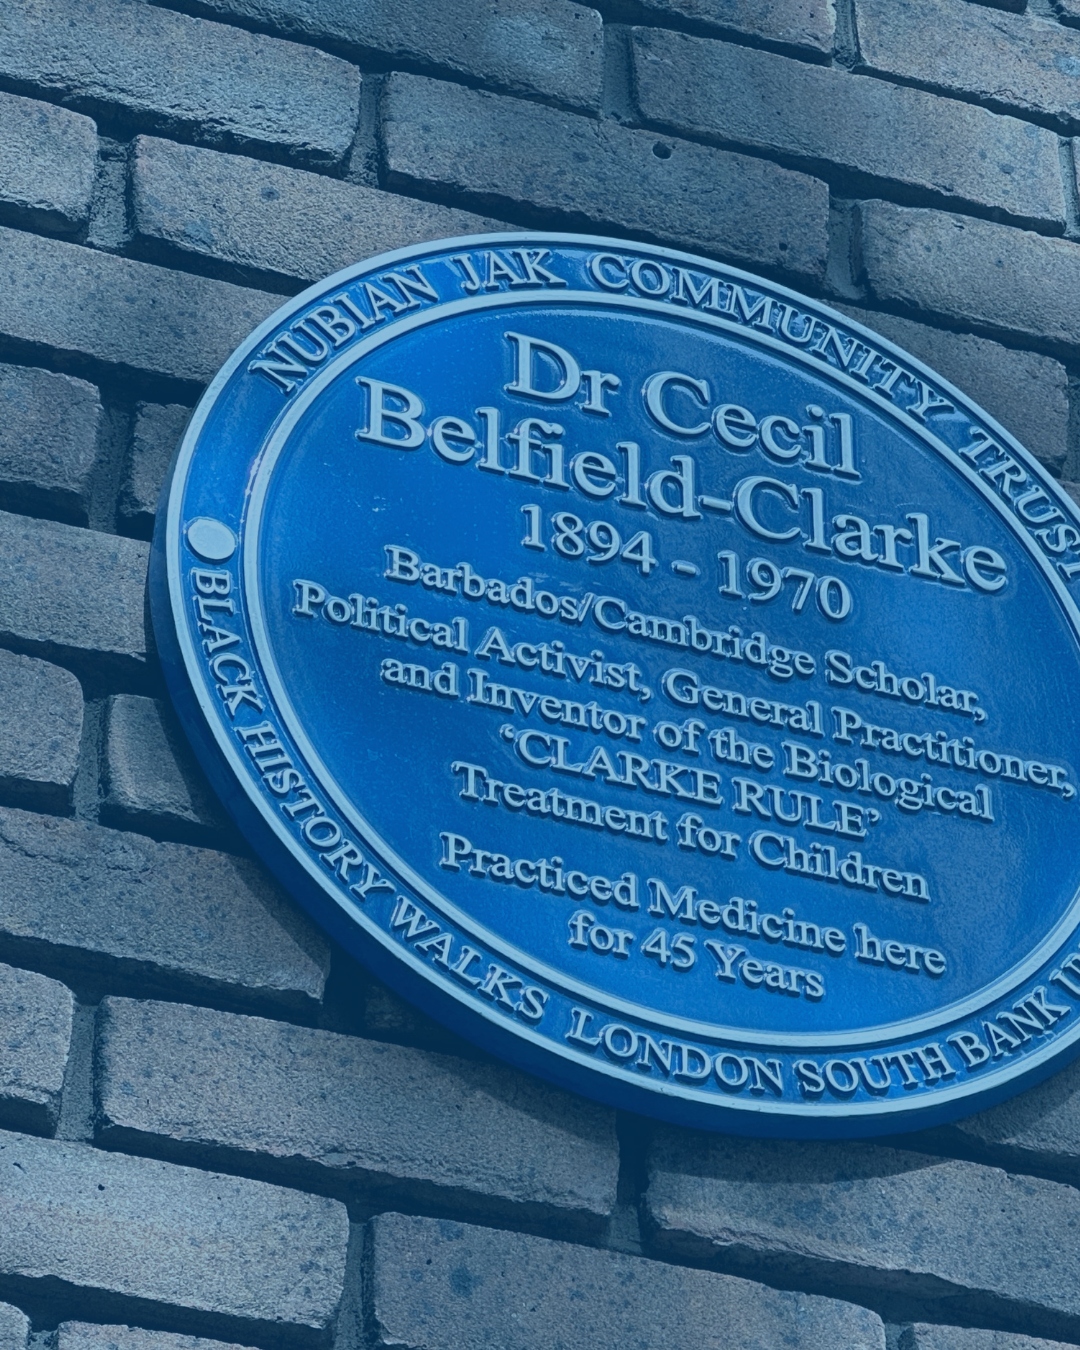 NUBIAN JAK COMMUNITY TRUST
Dr Cecil
Belfield-Clarke
1894 - 1970
Barbados/Cambridge Scholar,
Political Activist, General Practitioner,
and Inventor of the Biological
‘CLARKE RULE’
Treatment for Children
Practiced Medicine here
for 45 Years
BLACK HISTORY WALKS LONDON SOUTH BANK